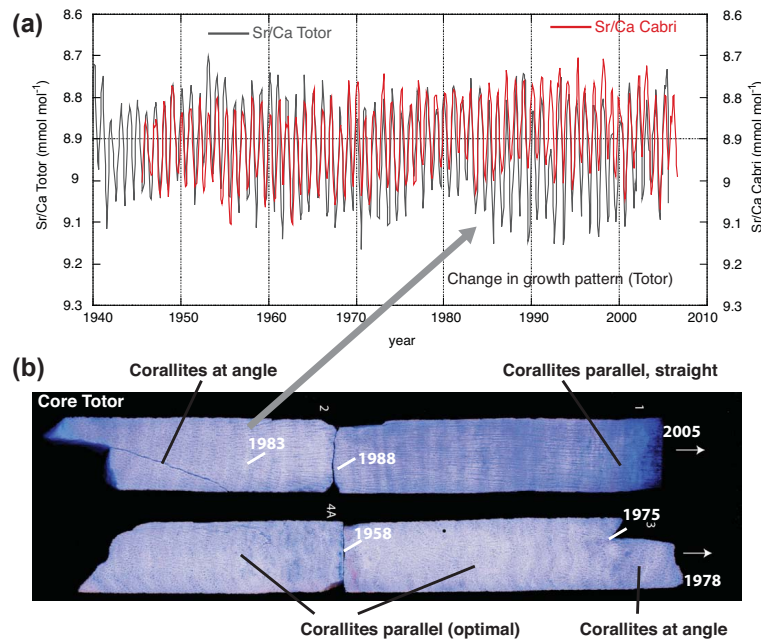 (a)
8.6
8.7
8.8
8.9
9
9.1
9.2
9.3
Sr/Ca Totor (mmol mol⁻¹)
Sr/Ca Totor
Sr/Ca Cabri
8.6
8.7
8.8
8.9
9
9.1
9.2
9.3
Sr/Ca Cabri (mmol mol⁻¹)
Change in growth pattern (Totor)
1940 1950 1960 1970 1980 1990 2000 2010
year
(b)
Corallites at angle
Corallites parallel, straight
Core Totor
2
1
1983
1988
2005
4A
3
1958
1975
1978
Corallites parallel (optimal)
Corallites at angle